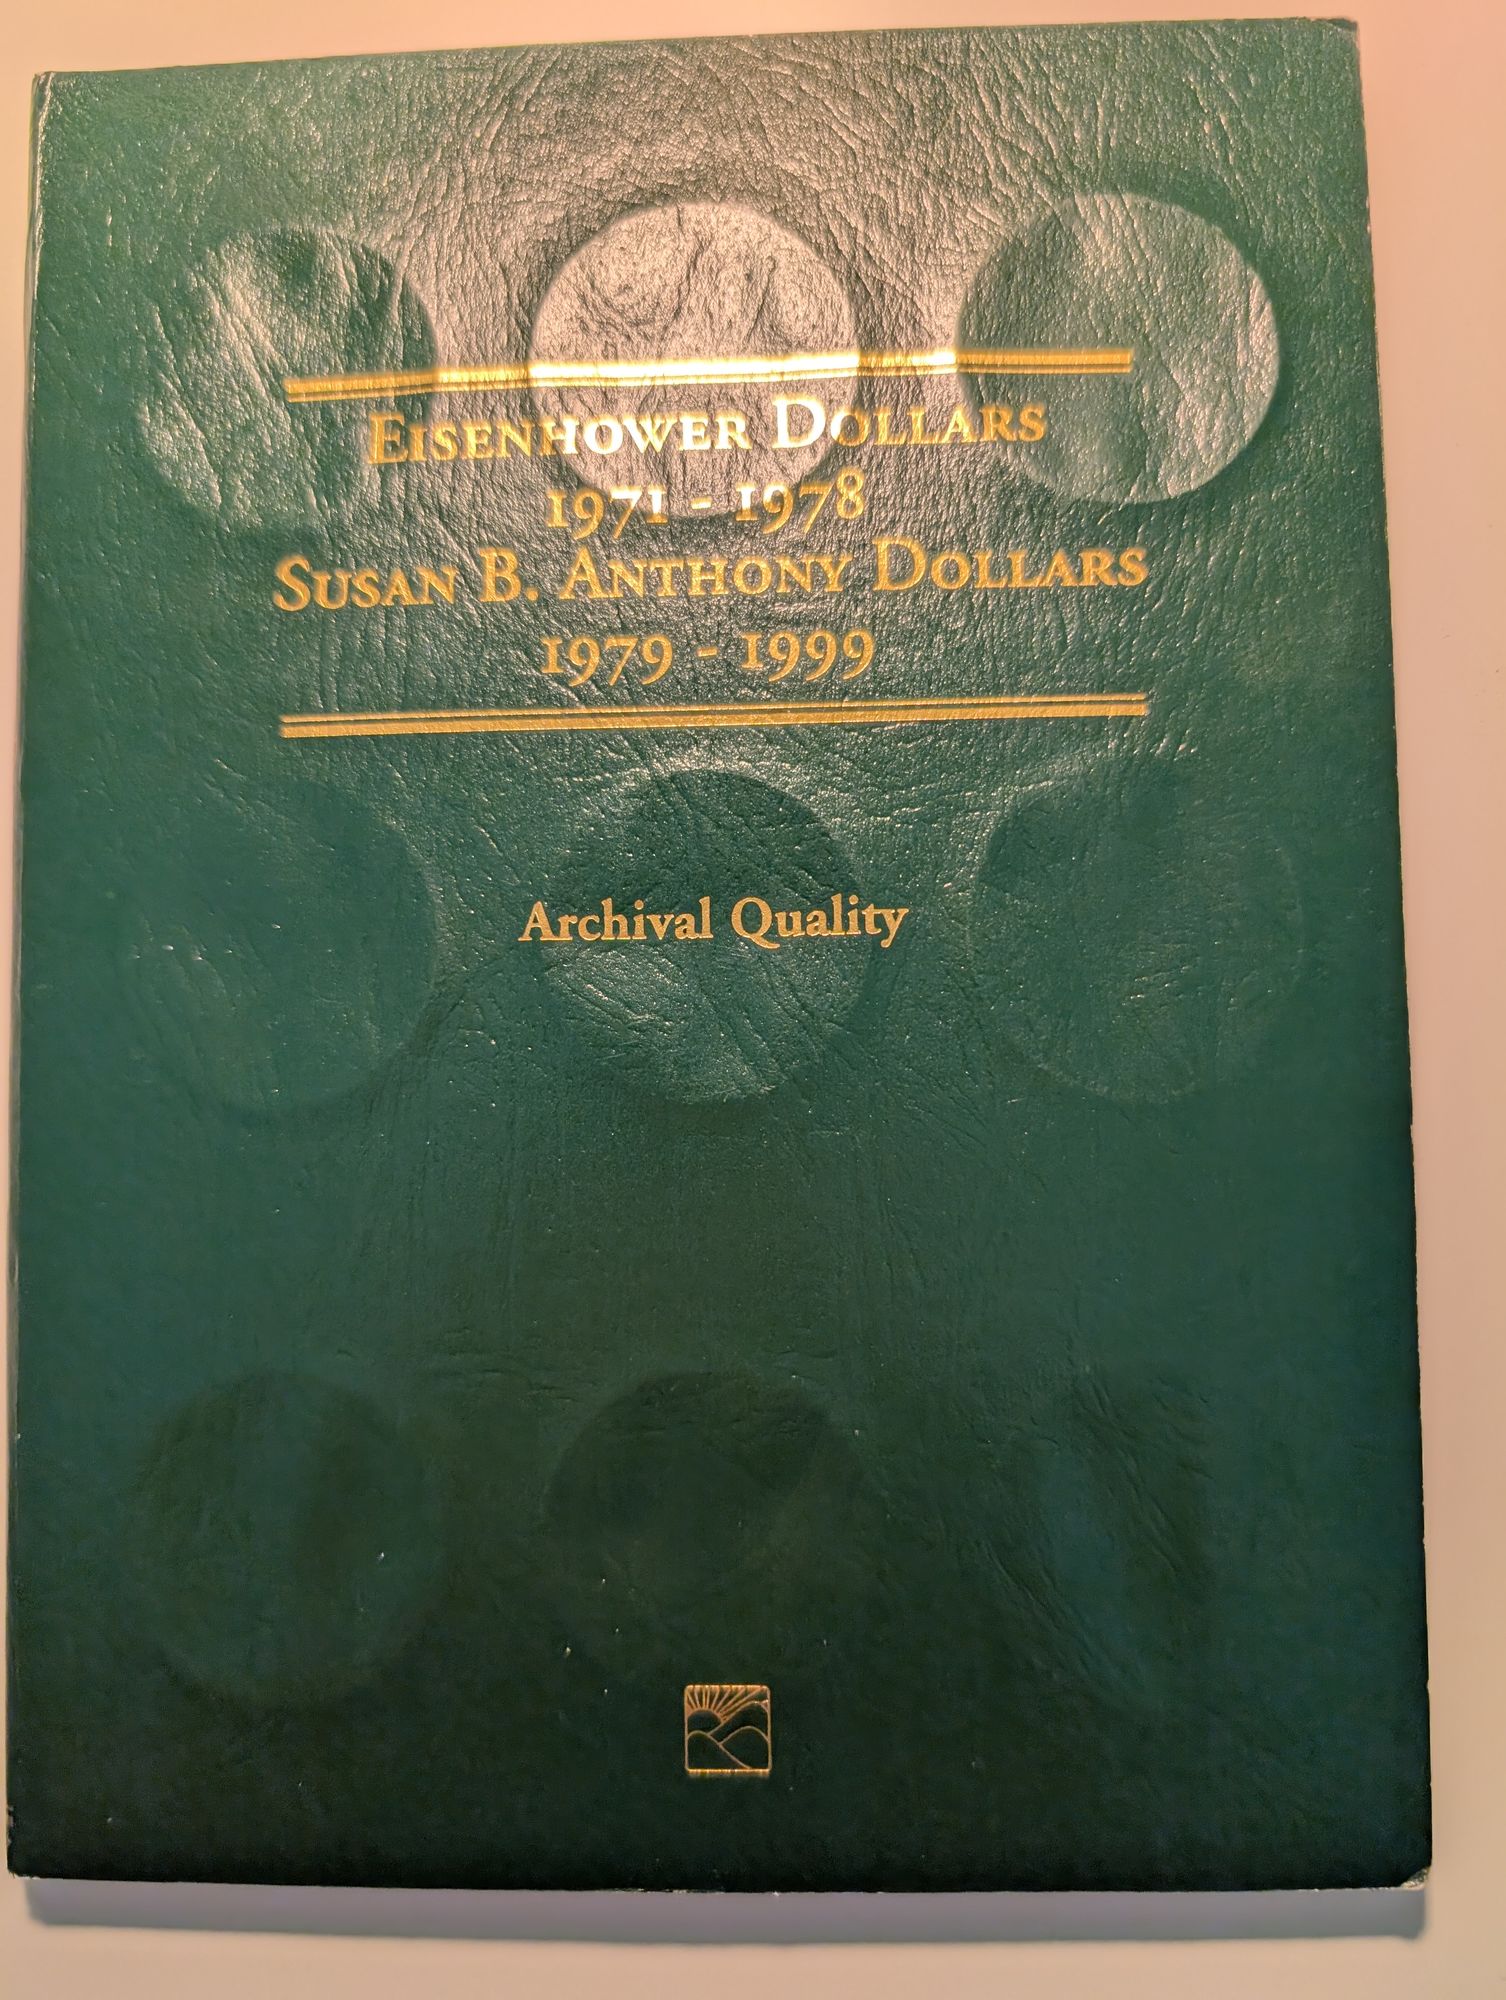 Eisenhower Dollars
1971 - 1978
Susan B. Anthony Dollars
1979 - 1999
Archival Quality